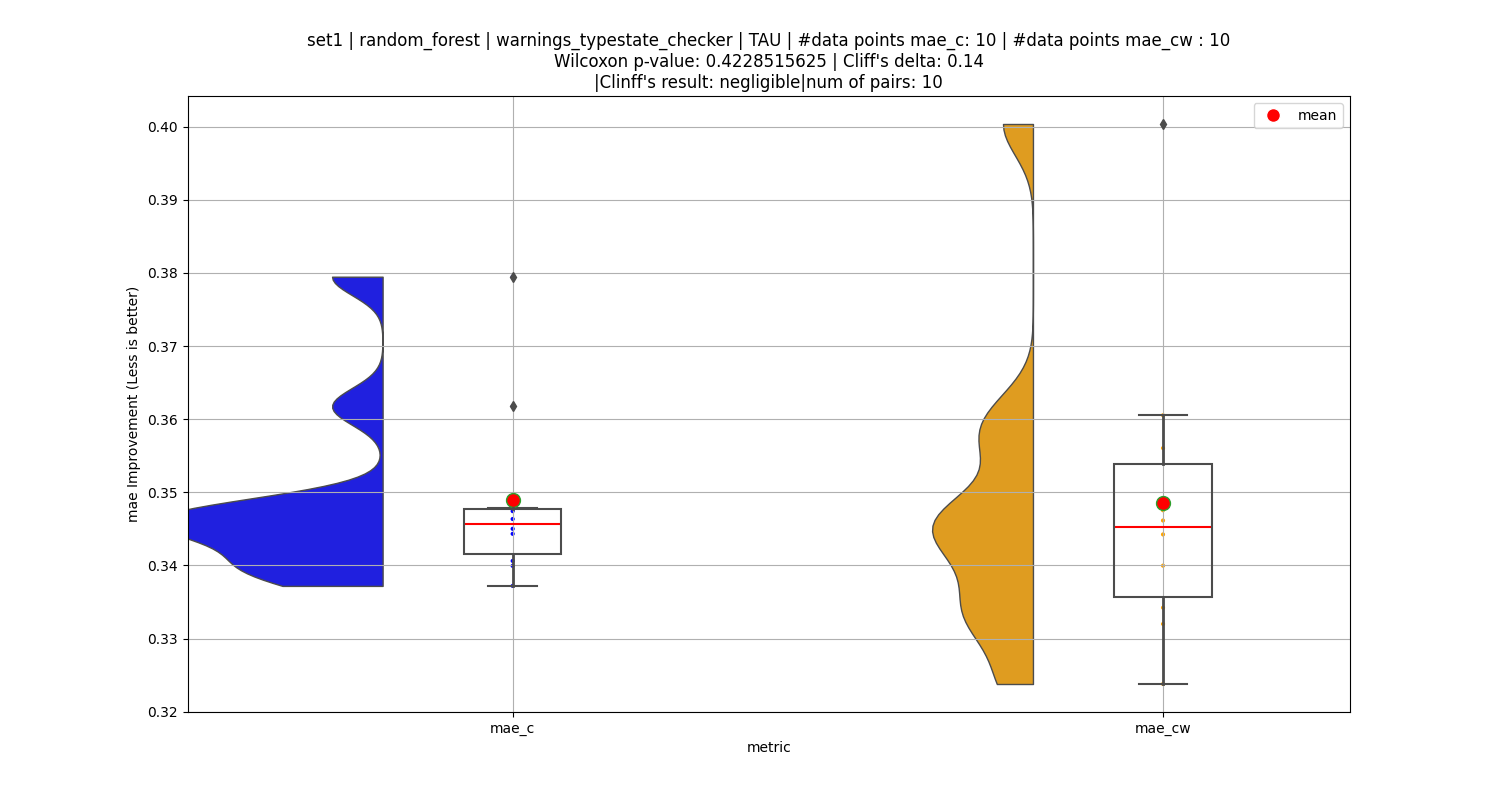 set1 | random_forest | warnings_typestate_checker | TAU | #data points mae_c: 10 | #data points mae_cw : 10
Wilcoxon p-value: 0.4228515625 | Cliff's delta: 0.14
|Clinff's result: negligible|num of pairs: 10
mean
0.40
0.39
0.38
0.37
0.36
0.35
0.34
0.33
0.32
mae Improvement (Less is better)
mae_c
mae_cw
metric